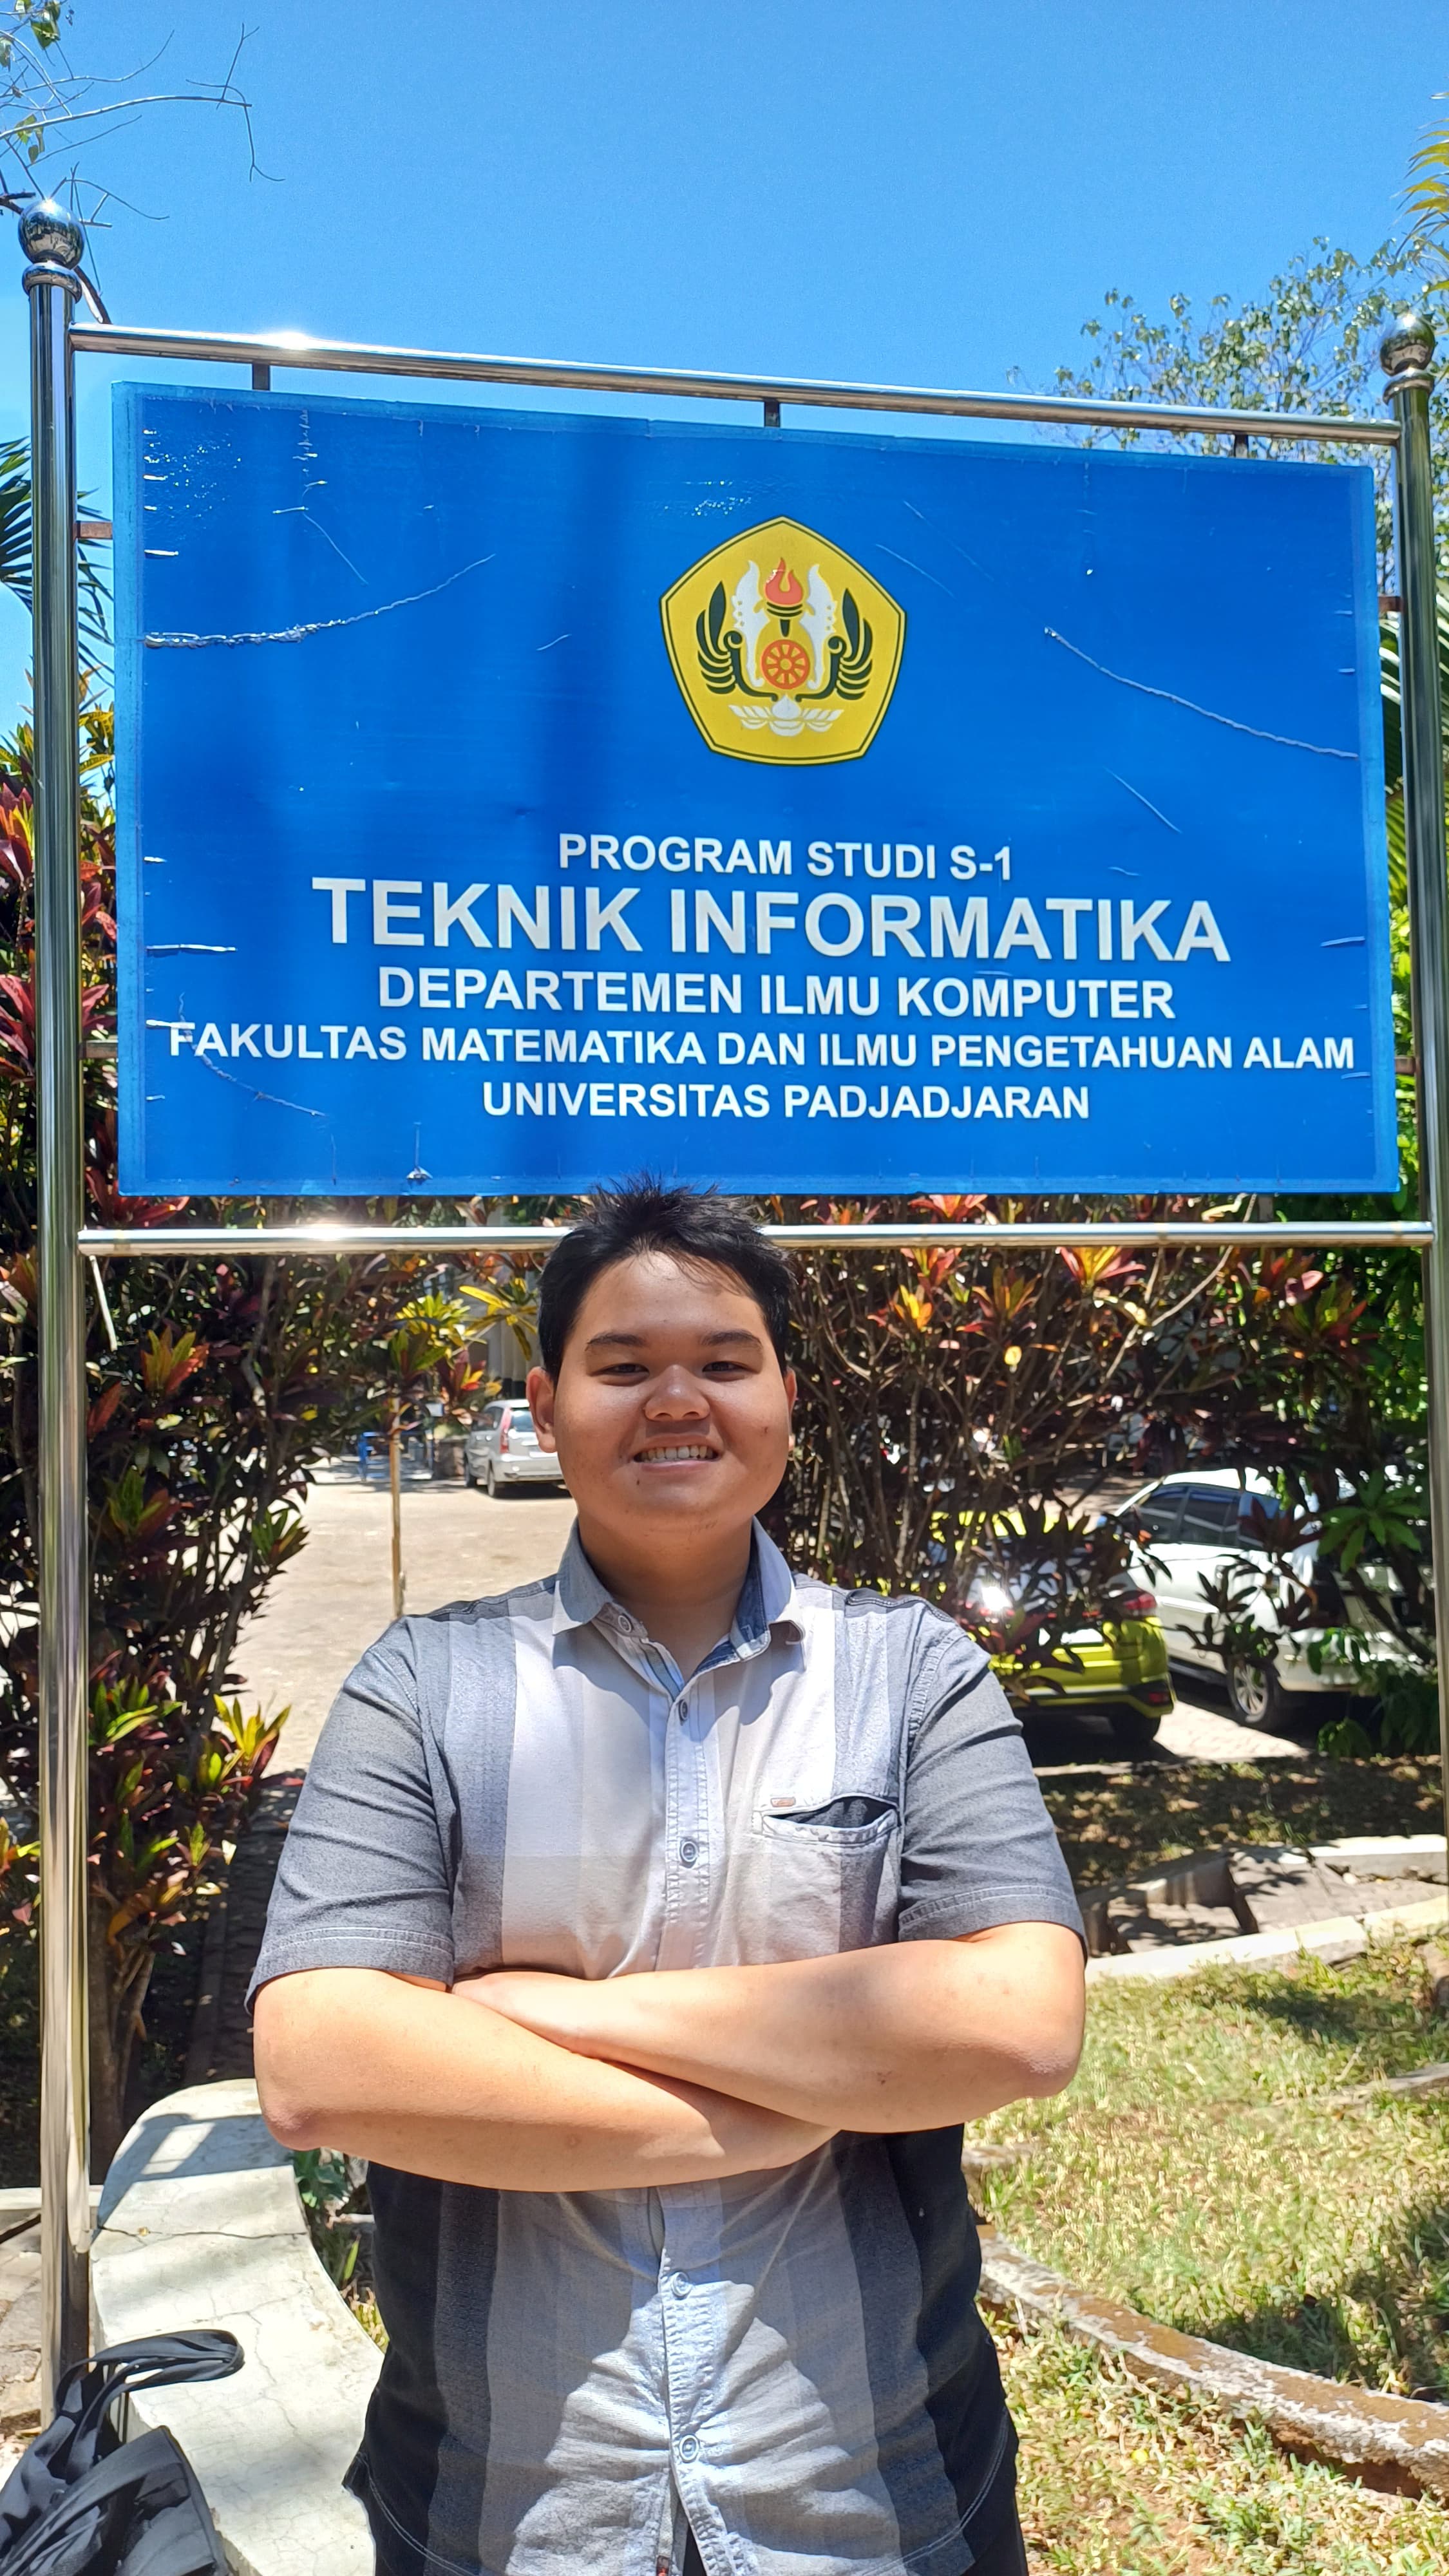 PROGRAM STUDI S-1
TEKNIK INFORMATIKA
DEPARTEMEN ILMU KOMPUTER
FAKULTAS MATEMATIKA DAN ILMU PENGETAHUAN ALAM
UNIVERSITAS PADJADJARAN